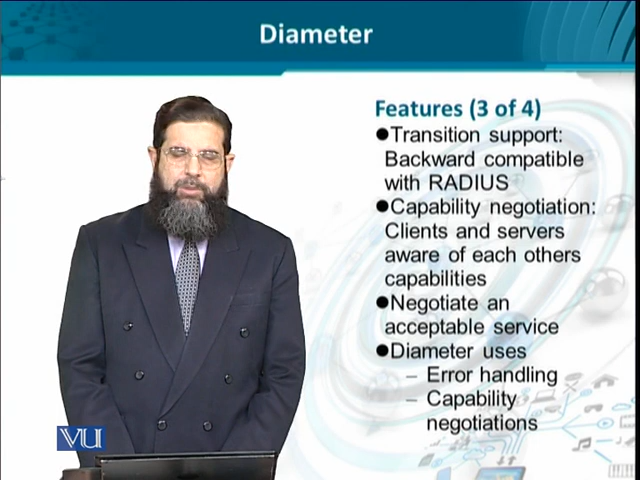 Diameter
Features (3 of 4)
●Transition support:
Backward compatible
with RADIUS
●Capability negotiation:
Clients and servers
aware of each others
capabilities
●Negotiate an
acceptable service
●Diameter uses
– Error handling
– Capability
negotiations
VU